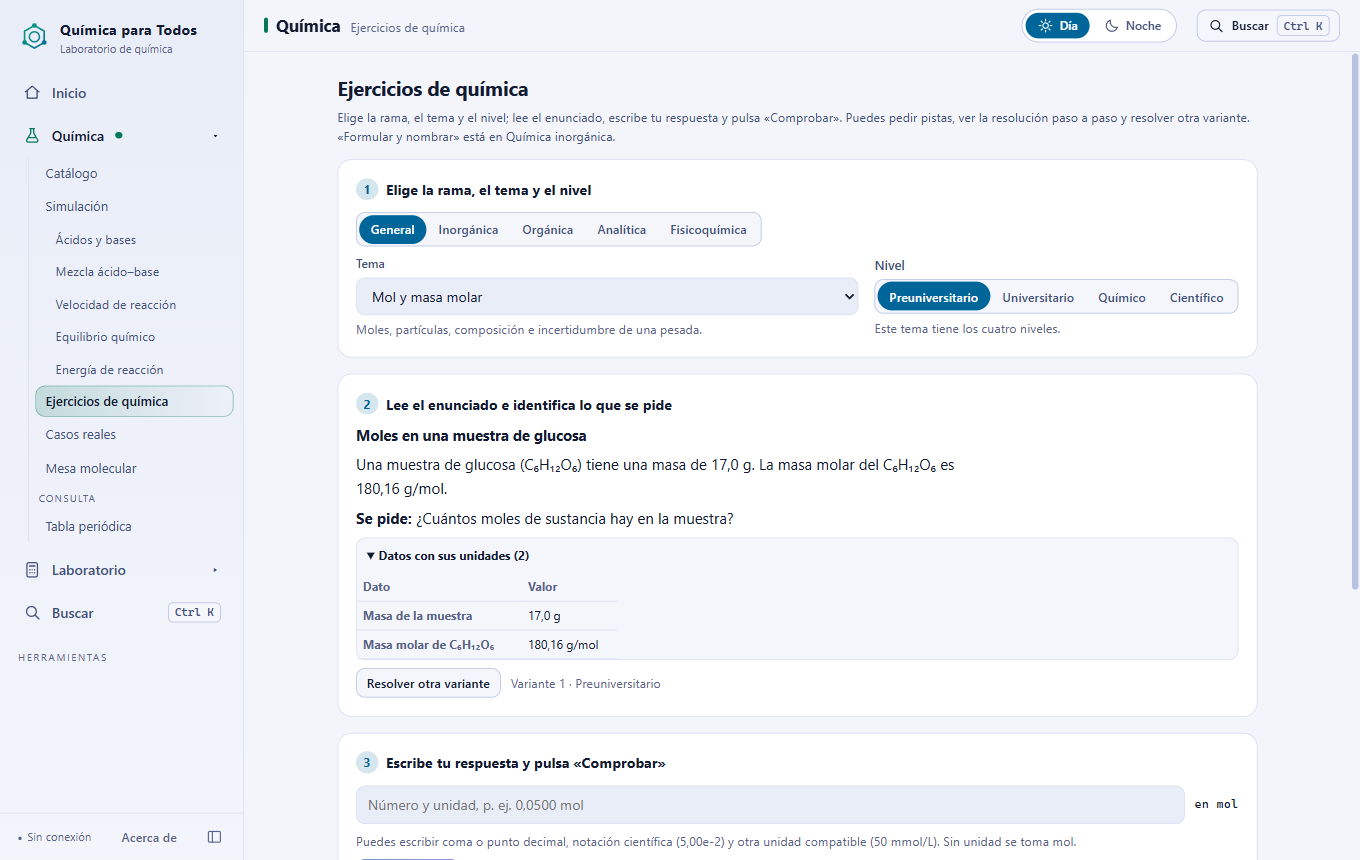 Química para Todos
Laboratorio de química
Inicio
Química
Catálogo
Simulación
Ácidos y bases
Mezcla ácido–base
Velocidad de reacción
Equilibrio químico
Energía de reacción
Ejercicios de química
Casos reales
Mesa molecular
CONSULTA
Tabla periódica
Laboratorio
Buscar Ctrl K
HERRAMIENTAS
• Sin conexión Acerca de
Química Ejercicios de química
Día Noche
Buscar Ctrl K
Ejercicios de química
Elige la rama, el tema y el nivel; lee el enunciado, escribe tu respuesta y pulsa «Comprobar». Puedes pedir pistas, ver la resolución paso a paso y resolver otra variante.
«Formular y nombrar» está en Química inorgánica.
1 Elige la rama, el tema y el nivel
General Inorgánica Orgánica Analítica Fisicoquímica
Tema
Mol y masa molar
Moles, partículas, composición e incertidumbre de una pesada.
Nivel
Preuniversitario Universitario Químico Científico
Este tema tiene los cuatro niveles.
2 Lee el enunciado e identifica lo que se pide
Moles en una muestra de glucosa
Una muestra de glucosa (C₆H₁₂O₆) tiene una masa de 17,0 g. La masa molar del C₆H₁₂O₆ es
180,16 g/mol.
Se pide: ¿Cuántos moles de sustancia hay en la muestra?
▼ Datos con sus unidades (2)
Dato Valor
Masa de la muestra 17,0 g
Masa molar de C₆H₁₂O₆ 180,16 g/mol
Resolver otra variante Variante 1 · Preuniversitario
3 Escribe tu respuesta y pulsa «Comprobar»
Número y unidad, p. ej. 0,0500 mol en mol
Puedes escribir coma o punto decimal, notación científica (5,00e-2) y otra unidad compatible (50 mmol/L). Sin unidad se toma mol.